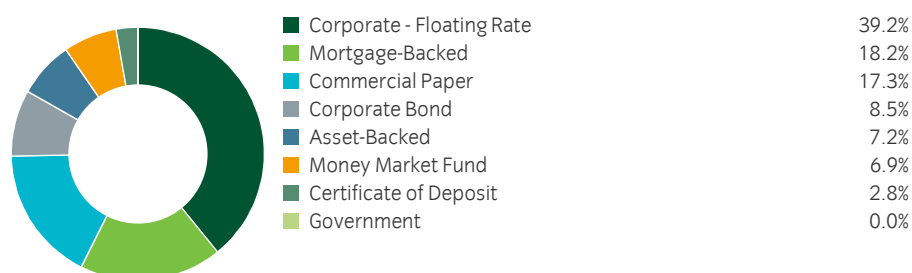 Corporate - Floating Rate 39.2%
Mortgage-Backed 18.2%
Commercial Paper 17.3%
Corporate Bond 8.5%
Asset-Backed 7.2%
Money Market Fund 6.9%
Certificate of Deposit 2.8%
Government 0.0%